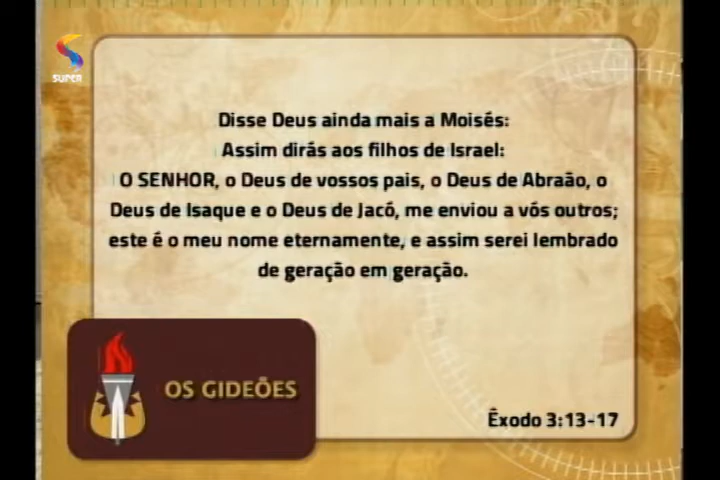 SUPER
Disse Deus ainda mais a Moisés:
Assim dirás aos filhos de Israel:
O SENHOR, o Deus de vossos pais, o Deus de Abraão, o
Deus de Isaque e o Deus de Jacó, me enviou a vós outros;
este é o meu nome eternamente, e assim serei lembrado
de geração em geração.
OS GIDEÕES
Êxodo 3:13-17